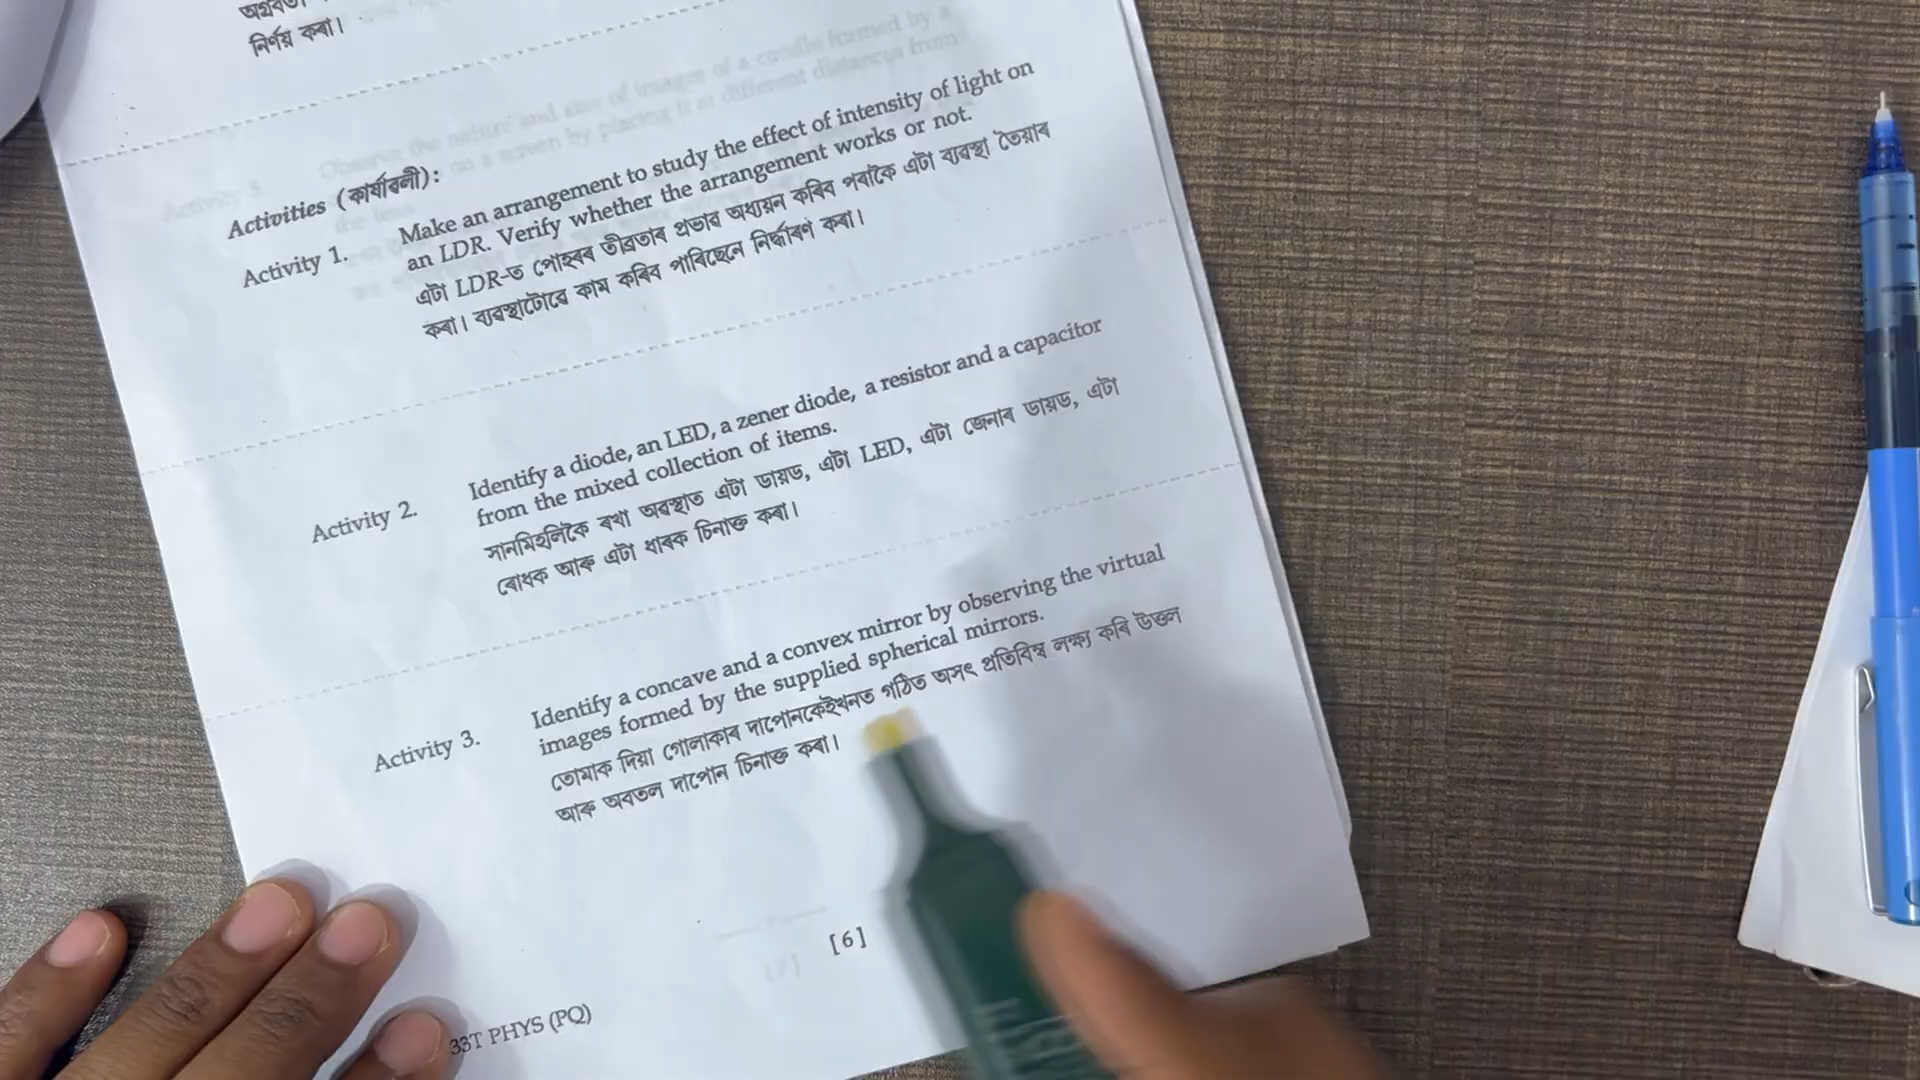 নিৰ্ণয় কৰা।
Activities (কাৰ্যাৱলী):
Activity 1. Make an arrangement to study the effect of intensity of light on
an LDR. Verify whether the arrangement works or not.
এটা LDR-ত পোহৰৰ তীব্ৰতাৰ প্ৰভাৱ অধ্যয়ন কৰিব পৰাকৈ এটা ব্যৱস্থা তৈয়াৰ
কৰা। ব্যৱস্থাটোৱে কাম কৰিব পাৰিছেনে নিৰ্দ্ধাৰণ কৰা।
Activity 2. Identify a diode, an LED, a zener diode, a resistor and a capacitor
from the mixed collection of items.
সানমিহলিকৈ ৰখা অৱস্থাত এটা ডায়ড, এটা LED, এটা জেনাৰ ডায়ড, এটা
ৰোধক আৰু এটা ধাৰক চিনাক্ত কৰা।
Activity 3. Identify a concave and a convex mirror by observing the virtual
images formed by the supplied spherical mirrors.
তোমাক দিয়া গোলাকাৰ দাপোনকেইখনত গঠিত অসৎ প্ৰতিবিম্ব লক্ষ্য কৰি উত্তল
আৰু অবতল দাপোন চিনাক্ত কৰা।
[6]
33T PHYS (PQ)